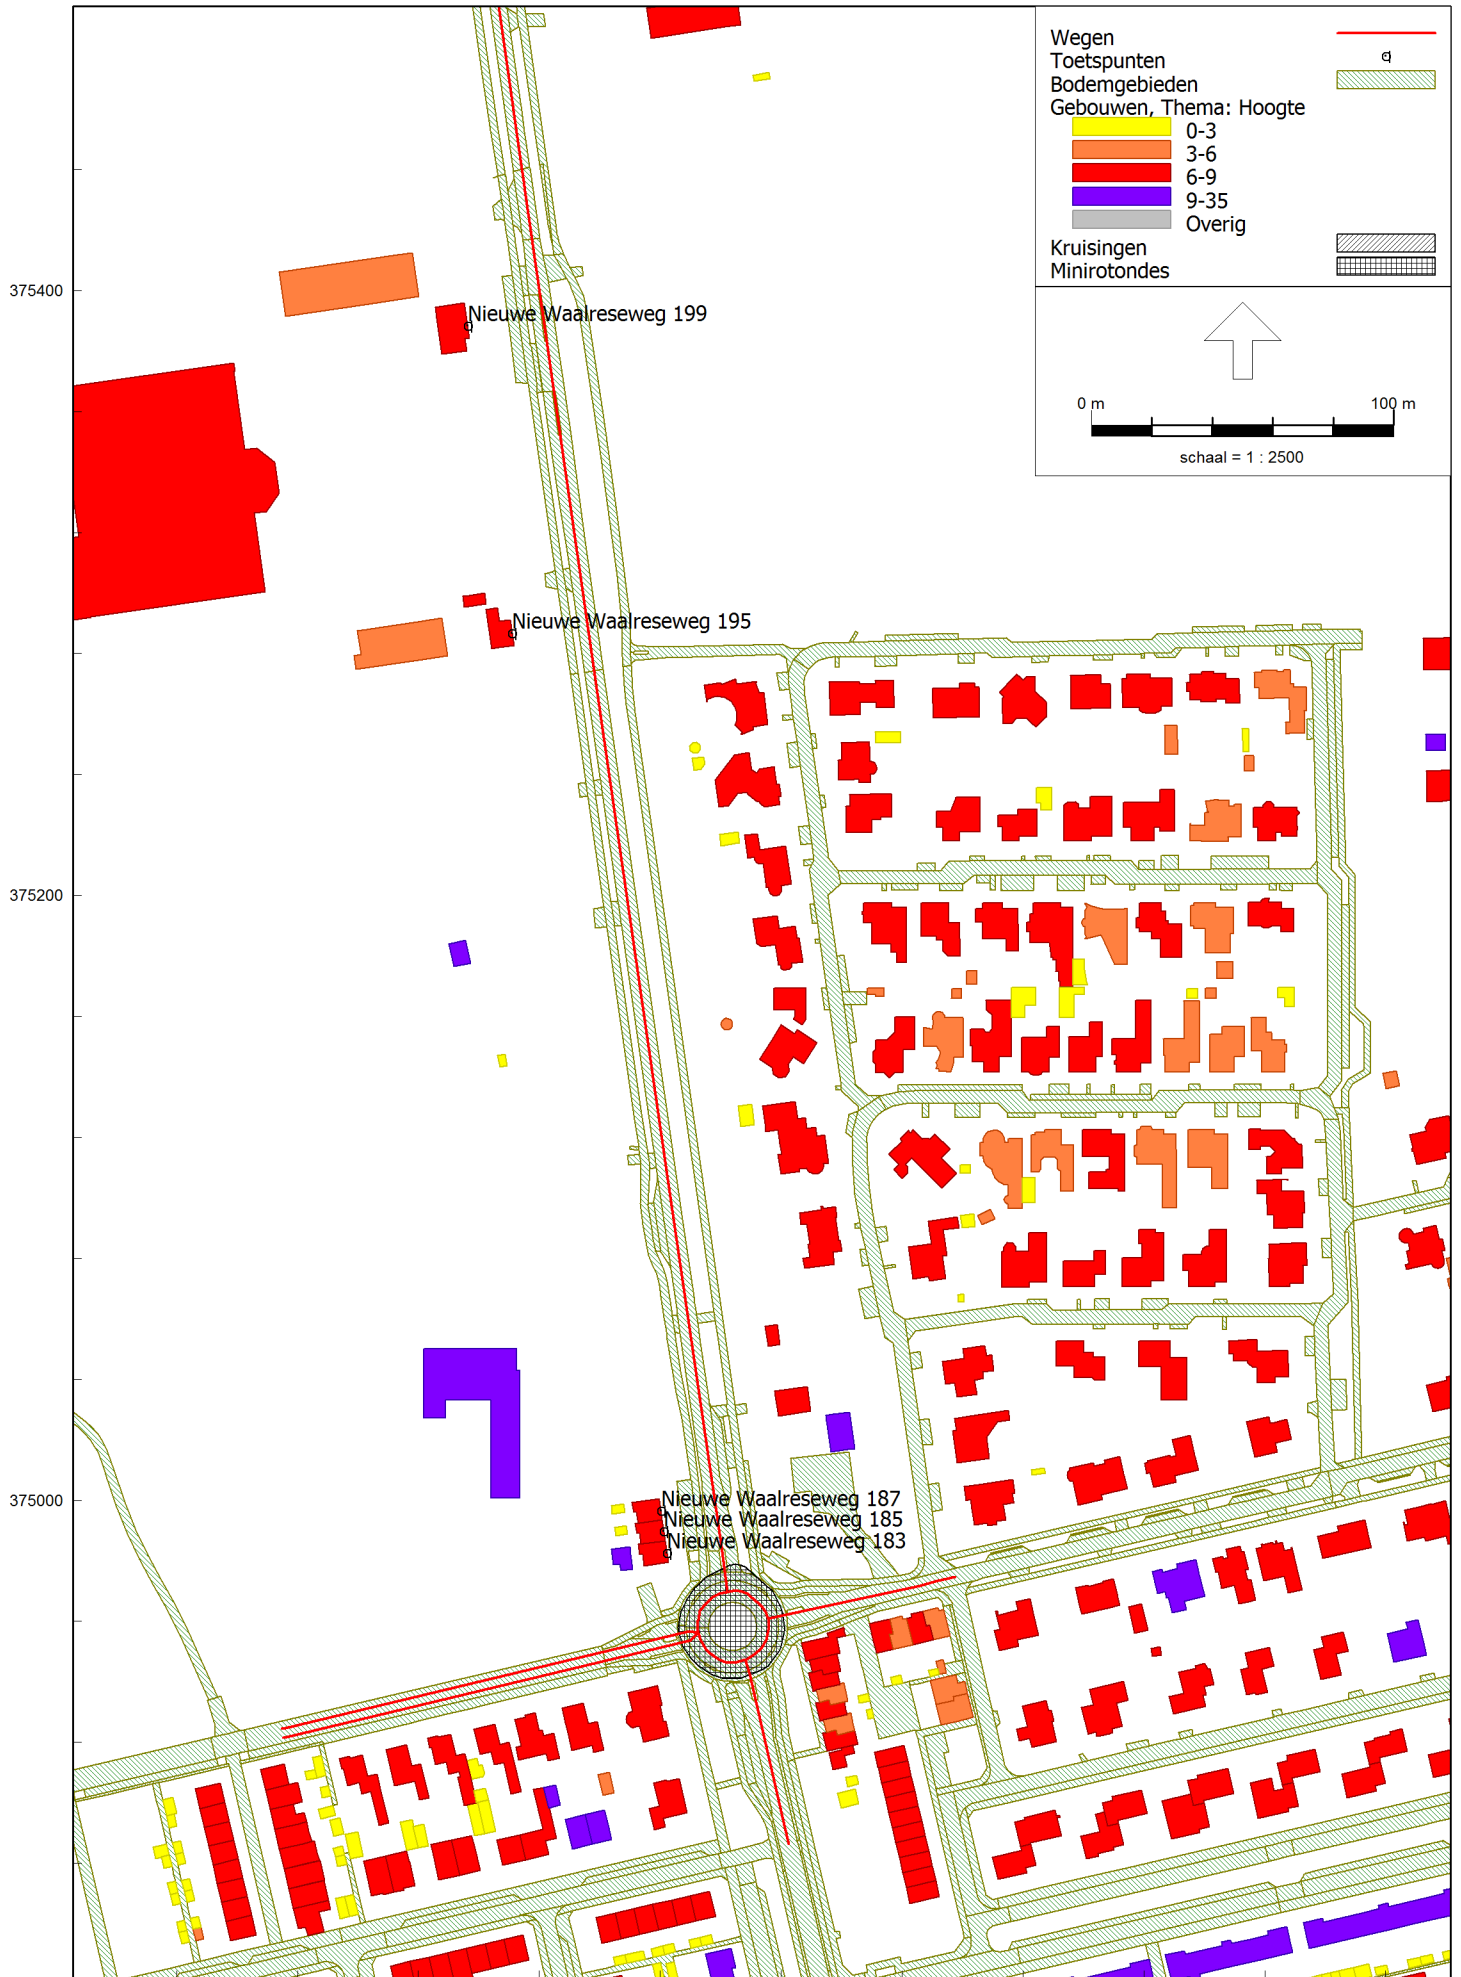 Wegen
Toetspunten
Bodemgebieden
Gebouwen, Thema: Hoogte
0-3
3-6
6-9
9-35
Overig
Kruisingen
Minirotondes
0 m 100 m
schaal = 1 : 2500
375400
Nieuwe Waalreseweg 199
Nieuwe Waalreseweg 195
375200
375000
Nieuwe Waalreseweg 187
Nieuwe Waalreseweg 185
Nieuwe Waalreseweg 183